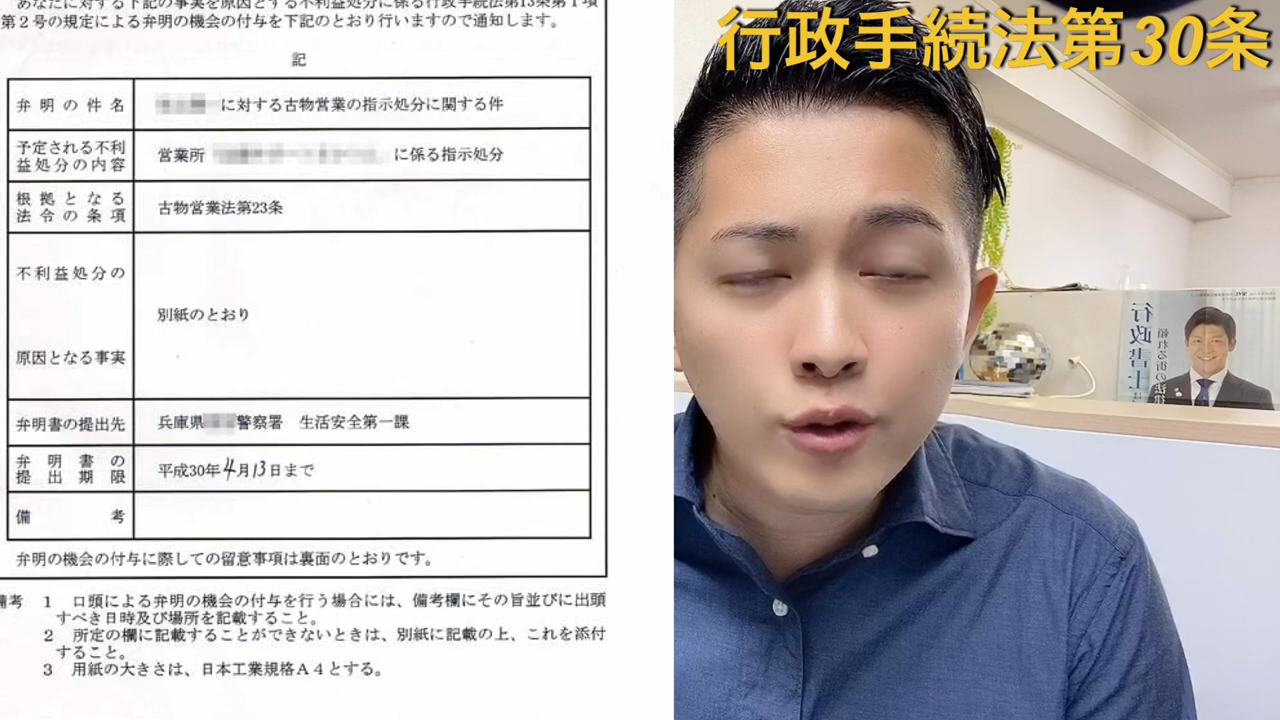 あなたに対する下記の事実を原因とする不利益処分に係る行政手続法第13条第1項
第2号の規定による弁明の機会の付与を下記のとおり行いますので通知します。
記
弁明の件名
に対する古物営業の指示処分に関する件
予定される不利
益処分の内容
営業所
に係る指示処分
根拠となる
法令の条項
古物営業法第23条
不利益処分の
原因となる事実
別紙のとおり
弁明書の提出先
兵庫県
警察署 生活安全第一課
弁明書の
提出期限
平成30年4月13日まで
備考
弁明の機会の付与に際しての留意事項は裏面のとおりです。
備考 1 口頭による弁明の機会の付与を行う場合には、備考欄にその旨並びに出頭
すべき日時及び場所を記載すること。
2 所定の欄に記載することができないときは、別紙に記載の上、これを添付
すること。
3 用紙の大きさは、日本工業規格A4とする。
行政手続法第30条
行政書士
頼れる街の法律